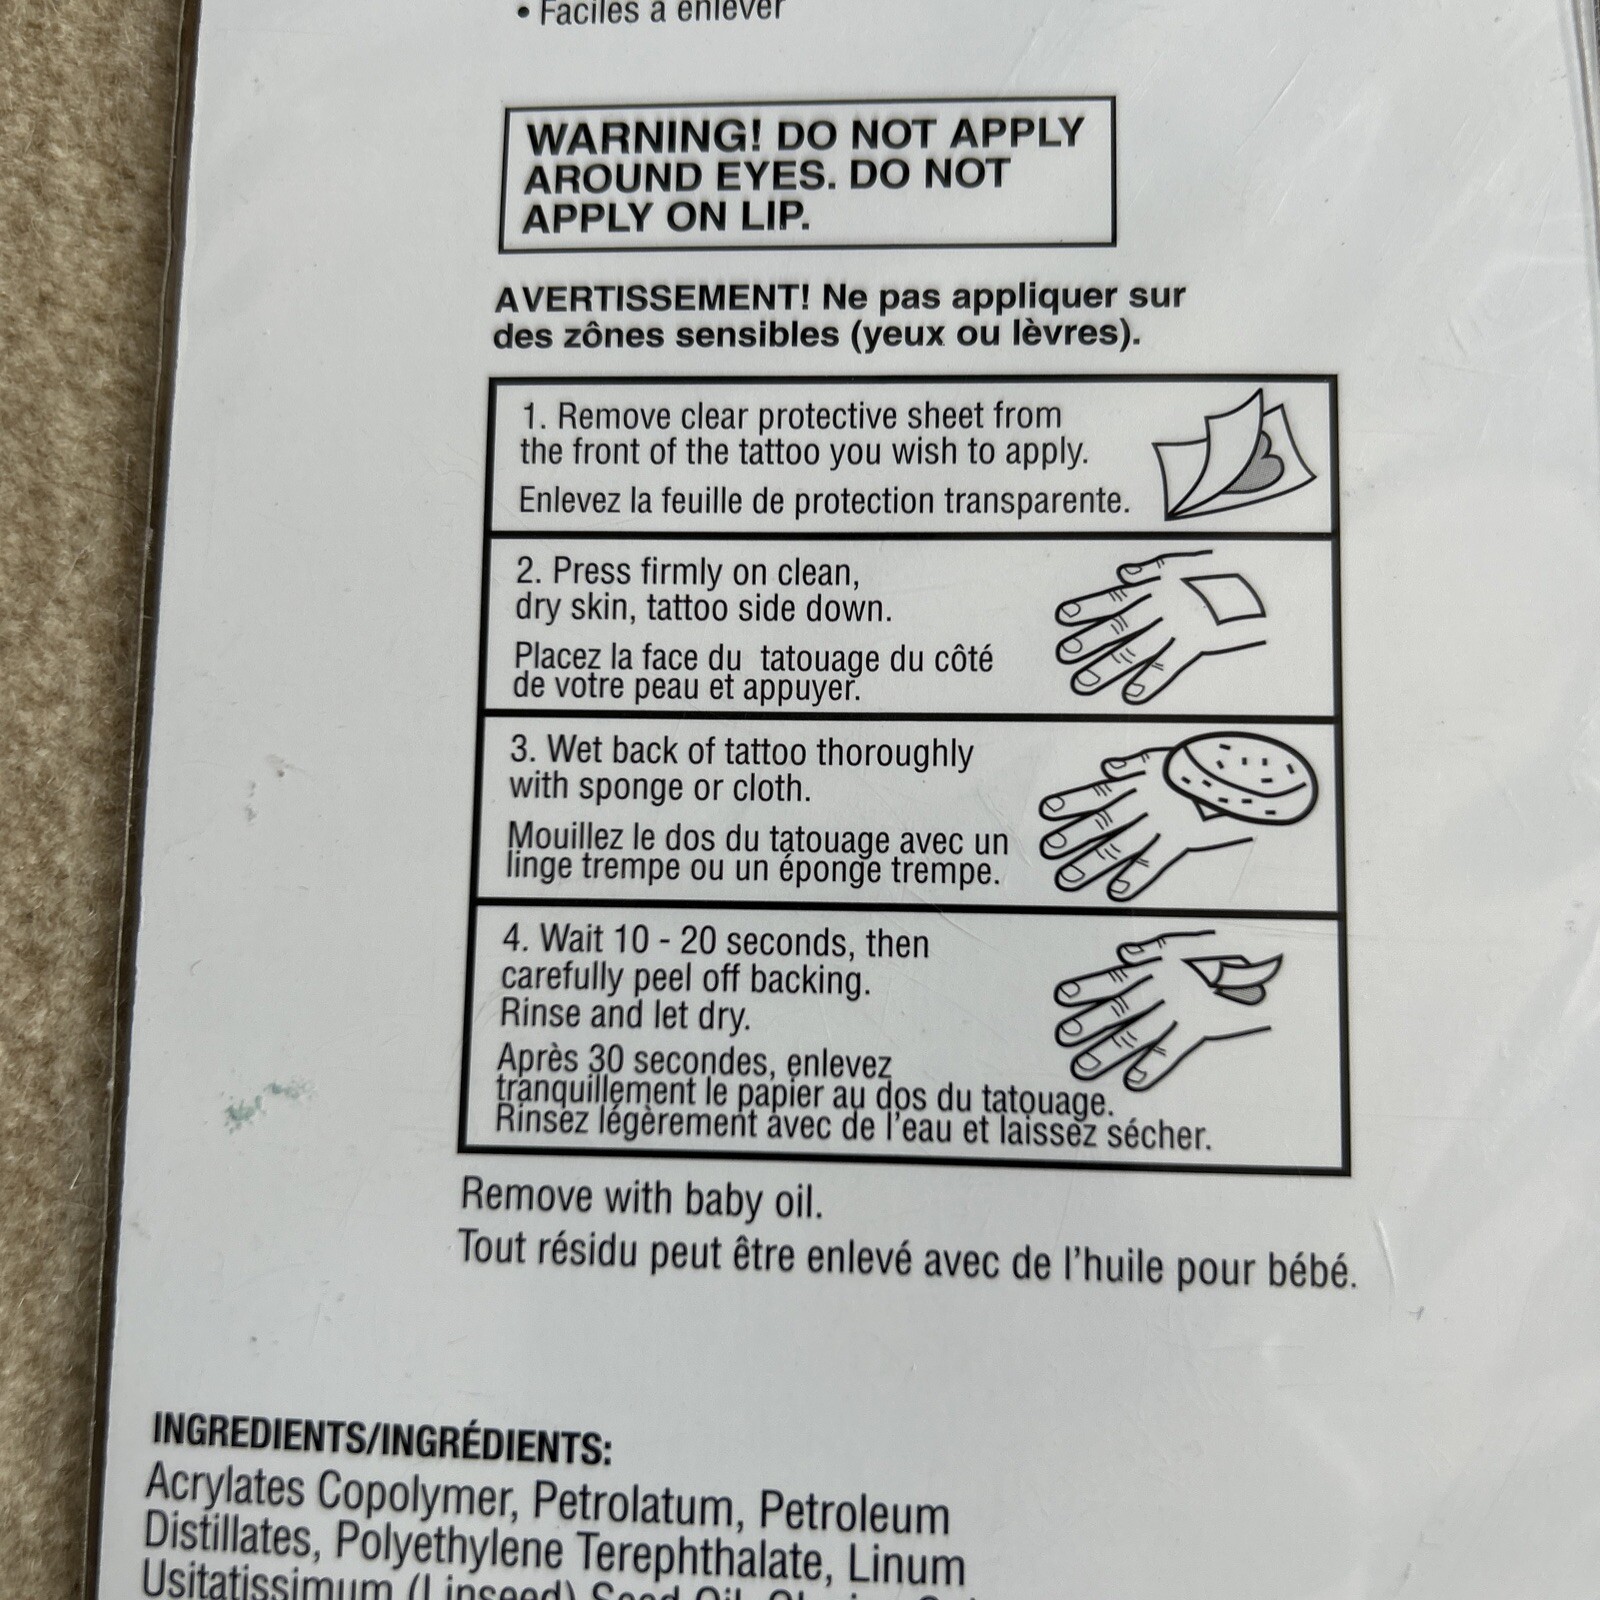 • Faciles à enlever
WARNING! DO NOT APPLY
AROUND EYES. DO NOT
APPLY ON LIP.
AVERTISSEMENT! Ne pas appliquer sur
des zônes sensibles (yeux ou lèvres).
1. Remove clear protective sheet from
the front of the tattoo you wish to apply.
Enlevez la feuille de protection transparente.
2. Press firmly on clean,
dry skin, tattoo side down.
Placez la face du tatouage du côté
de votre peau et appuyer.
3. Wet back of tattoo thoroughly
with sponge or cloth.
Mouillez le dos du tatouage avec un
linge trempe ou un éponge trempe.
4. Wait 10 - 20 seconds, then
carefully peel off backing.
Rinse and let dry.
Après 30 secondes, enlevez
tranquillement le papier au dos du tatouage.
Rinsez légèrement avec de l'eau et laissez sécher.
Remove with baby oil.
Tout résidu peut être enlevé avec de l'huile pour bébé.
INGREDIENTS/INGRÉDIENTS:
Acrylates Copolymer, Petrolatum, Petroleum
Distillates, Polyethylene Terephthalate, Linum
Usitatissimum (Linseed) Seed Oil,